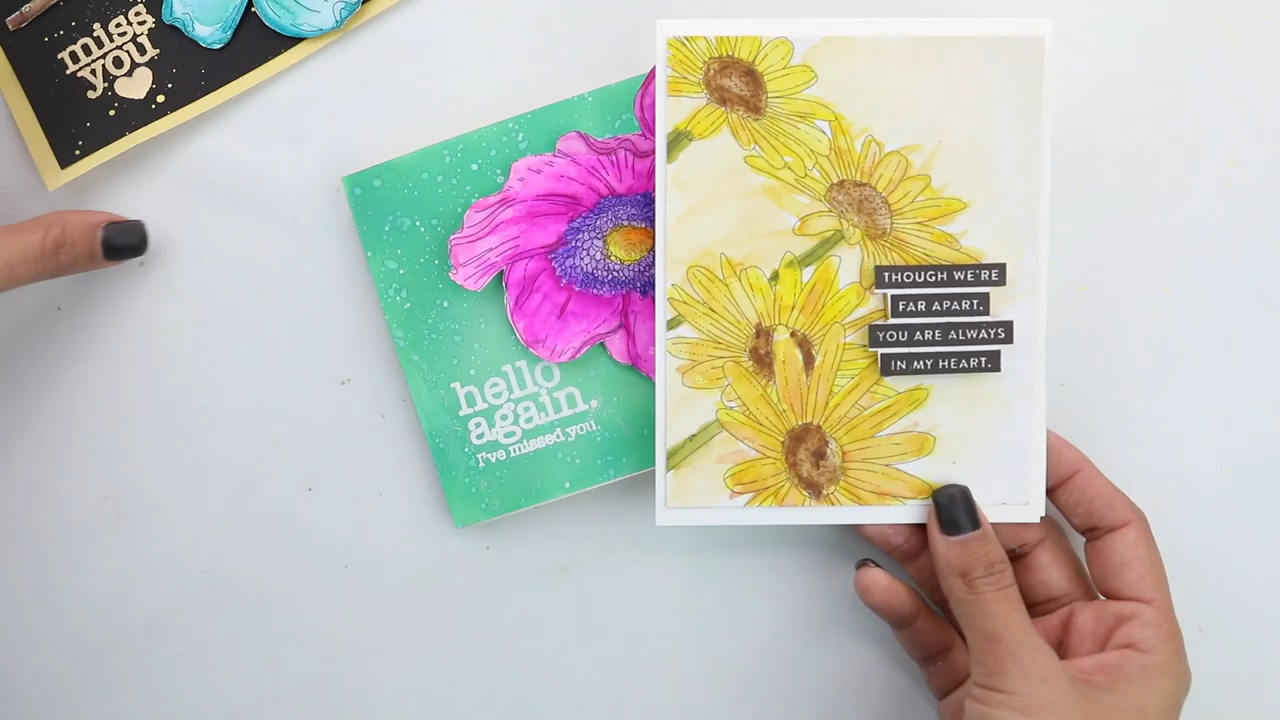 miss
you
hello
again.
I've missed you.
THOUGH WE'RE
FAR APART,
YOU ARE ALWAYS
IN MY HEART.